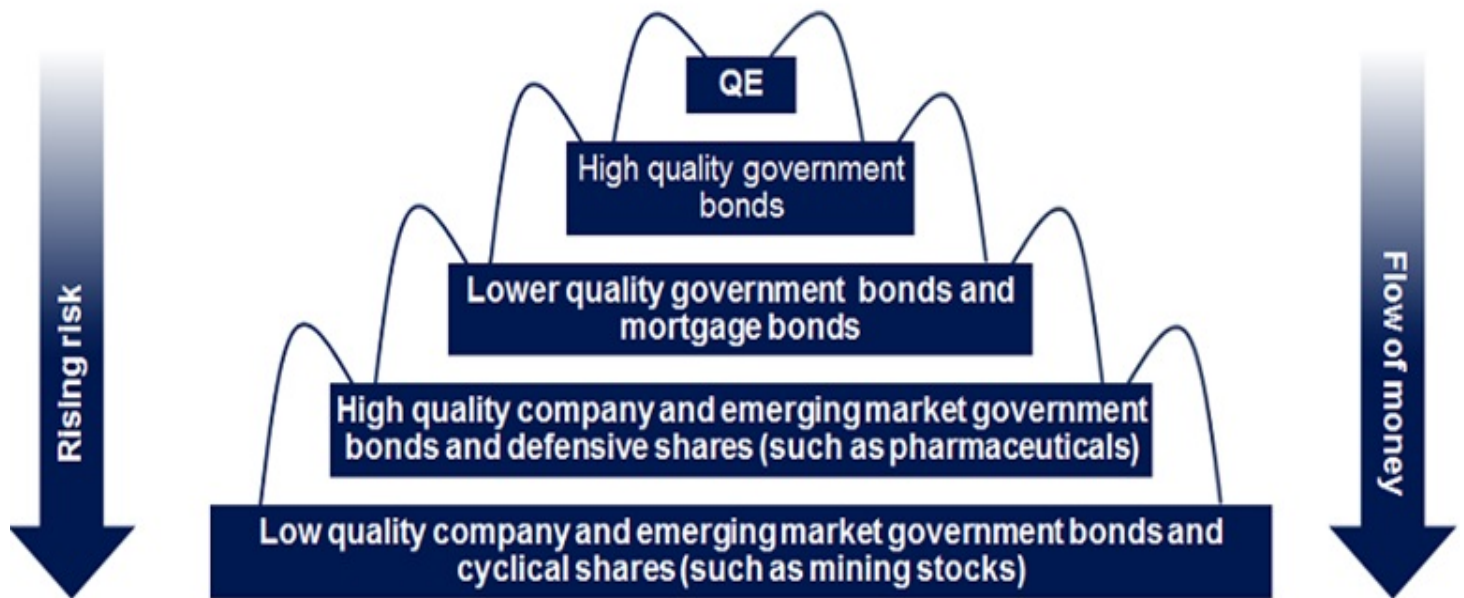 QE
High quality government
bonds
Lower quality government bonds and
mortgage bonds
High quality company and emerging market government
bonds and defensive shares (such as pharmaceuticals)
Low quality company and emerging market government bonds and
cyclical shares (such as mining stocks)
Rising risk
Flow of money